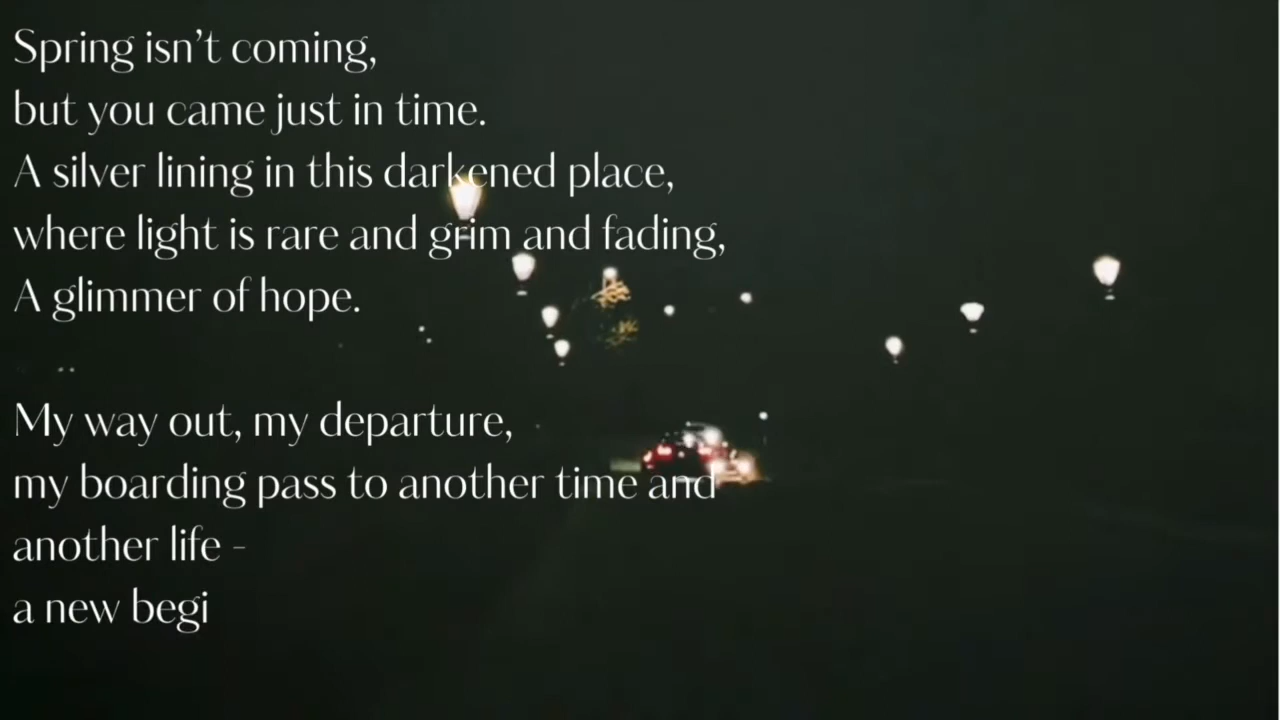 Spring isn’t coming,
but you came just in time.
A silver lining in this darkened place,
where light is rare and grim and fading,
A glimmer of hope.
My way out, my departure,
my boarding pass to another time and
another life -
a new begi